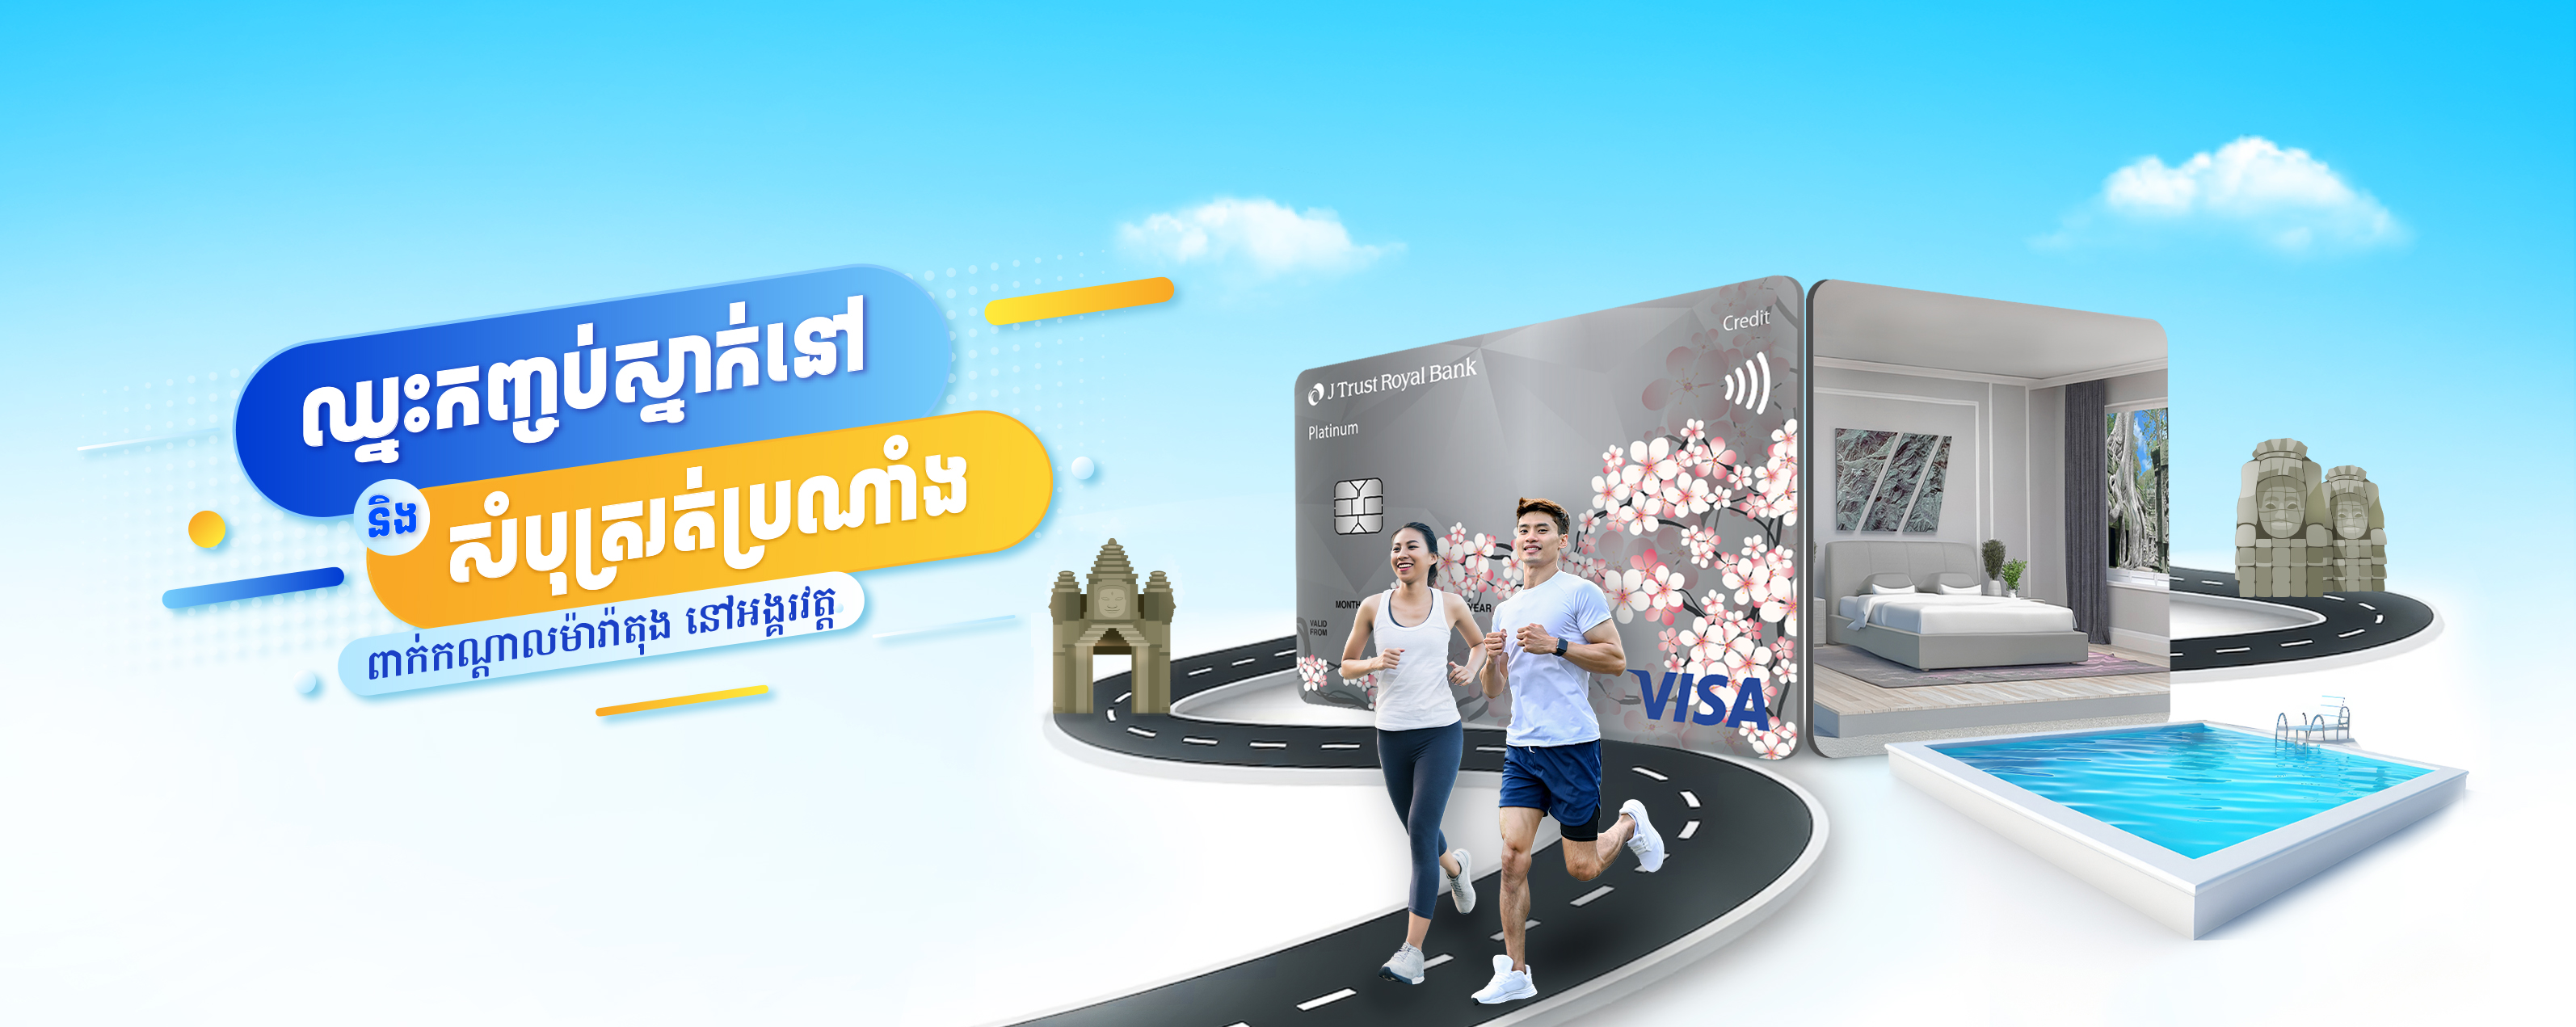 ឈ្នះកញ្ចប់ស្នាក់នៅ
និង
សំបុត្ររត់ប្រណាំង
ពាក់កណ្ដាលម៉ារ៉ាតុង នៅអង្គរវត្ត
Credit
J Trust Royal Bank
Platinum
MONTH
YEAR
VALID
FROM
VISA